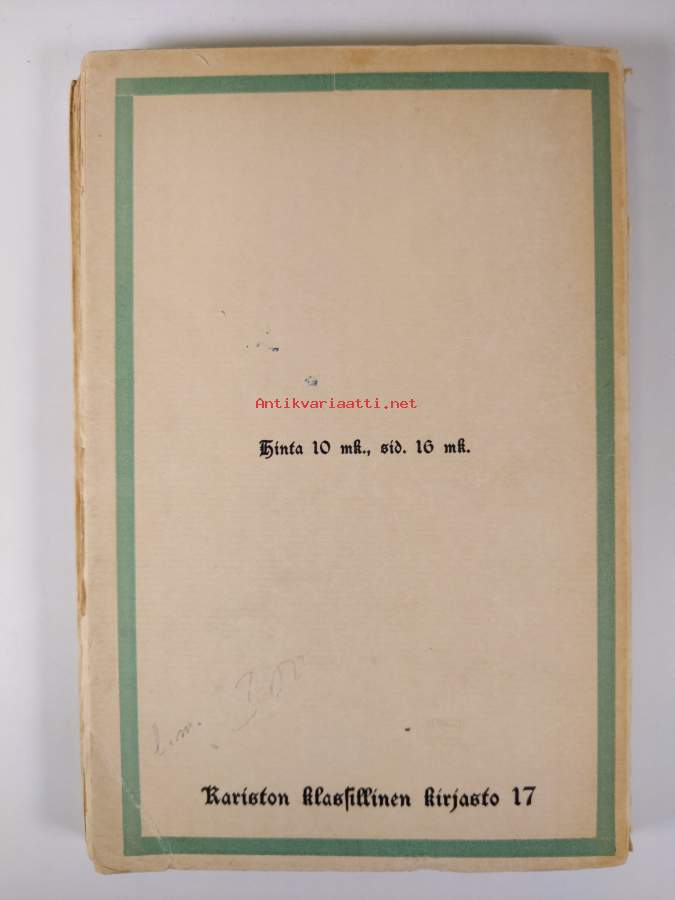 Antikvariaatti.net
Hinta 10 mk., sid. 16 mk.
Kariston klassillinen kirjasto 17